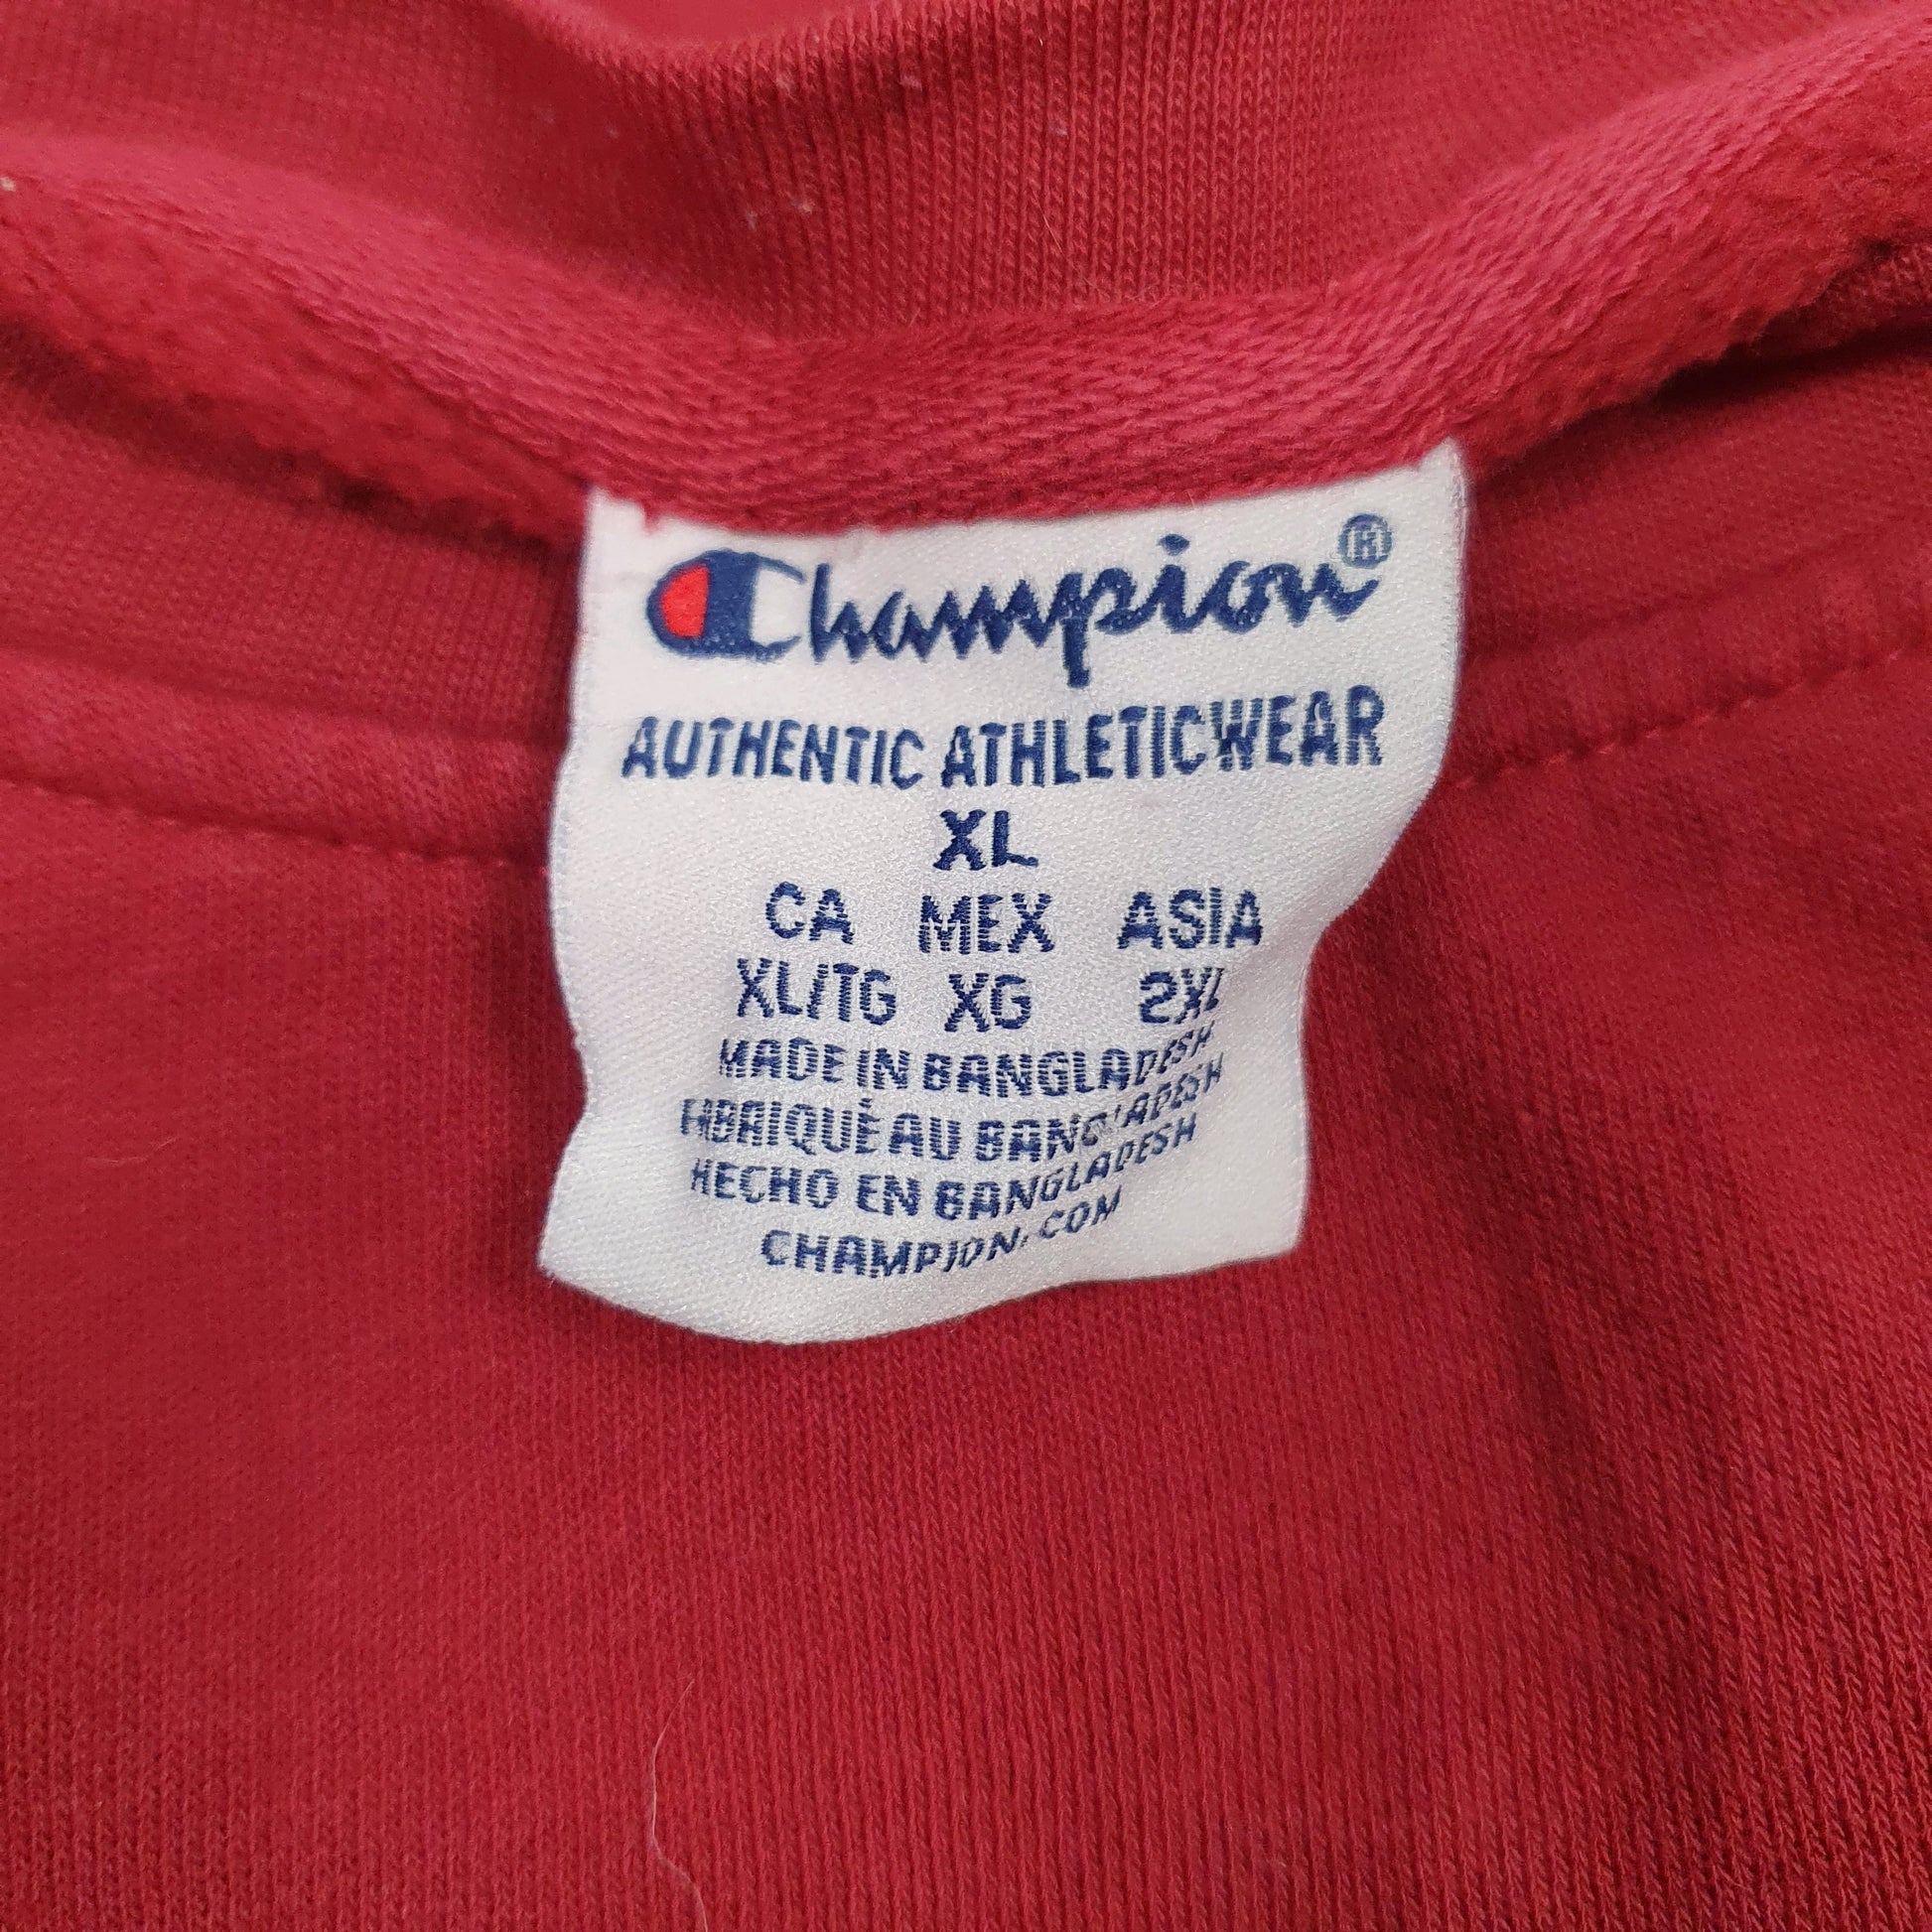 Champion®
AUTHENTIC ATHLETICWEAR
XL
CA MEX ASIA
XL/TG XG 2XL
MADE IN BANGLADESH
FABRIQUÉ AU BANGLADESH
HECHO EN BANGLADESH
CHAMPION.COM